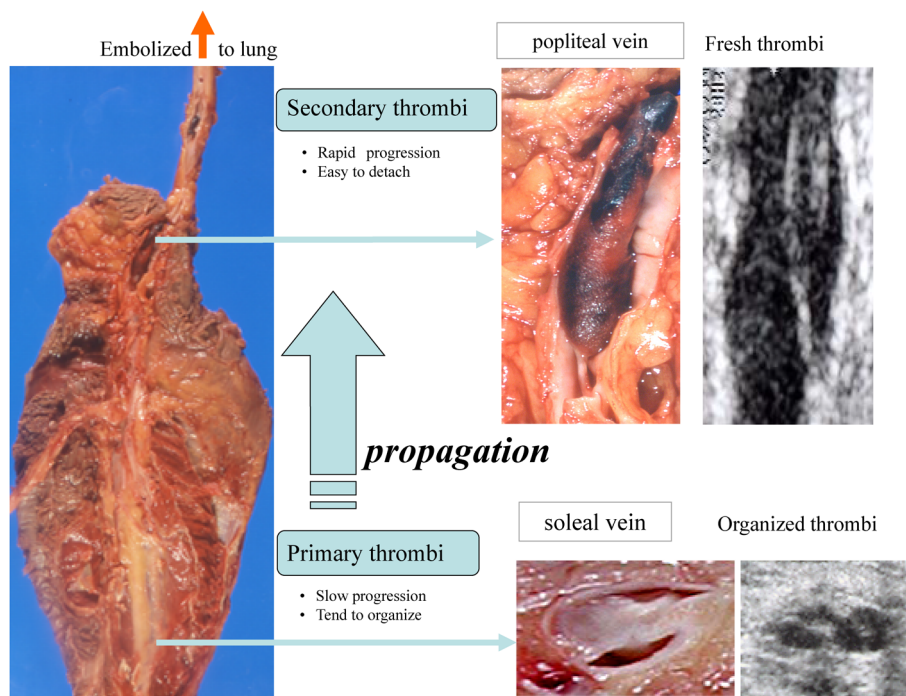 Embolized to lung
popliteal vein
Fresh thrombi
Secondary thrombi
• Rapid progression
• Easy to detach
propagation
Primary thrombi
• Slow progression
• Tend to organize
soleal vein
Organized thrombi